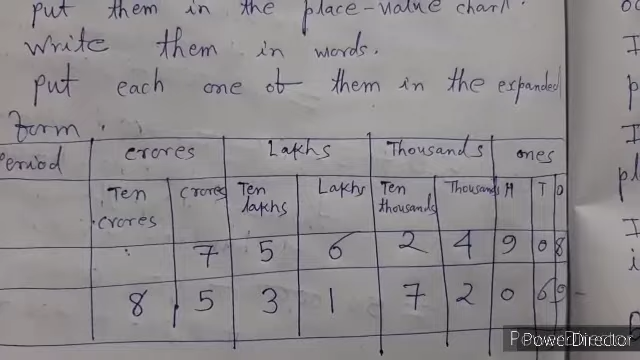 put them in the place-value chart.
Write them in words.
put each one of them in the expanded
form.
Period crores Lakhs Thousands ones
Ten crores crores Ten lakhs Lakhs Ten thousands Thousands H T O
7 5 6 2 4 9 0 8
8 5 3 1 7 2 0 6 9
PowerDirector